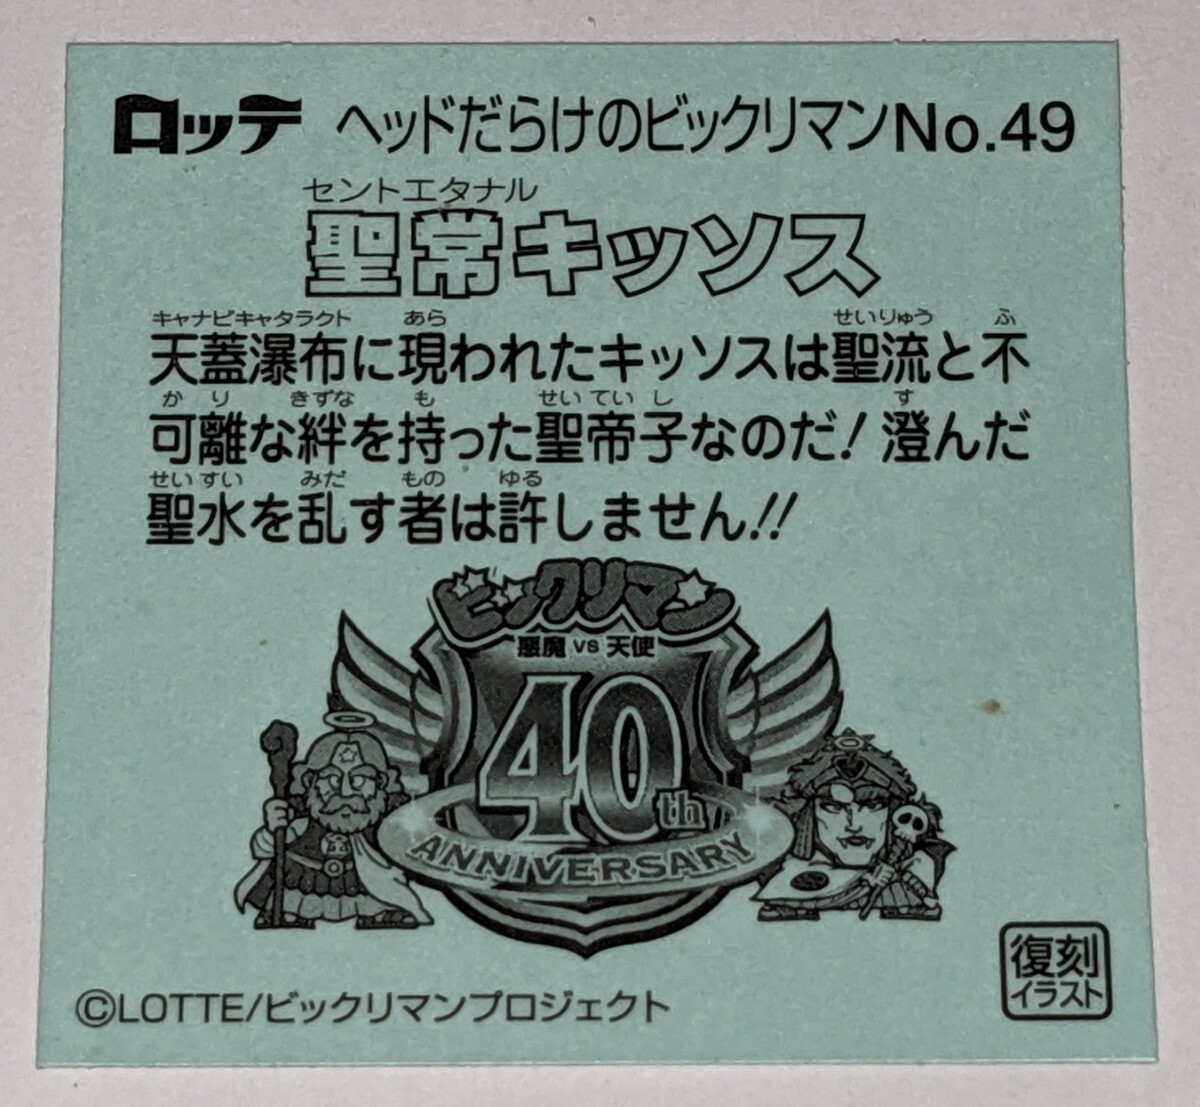 ロッテ ヘッドだらけのビックリマンNo.49
セントエタナル
聖常キッソス
キャナピキャタラクト あら せいりゅう ふ
天蓋瀑布に現われたキッソスは聖流と不
か り きずな も せい てい し す
可離な絆を持った聖帝子なのだ! 澄んだ
せい すい みだ もの ゆる
聖水を乱す者は許しません!!
ビックリマン
悪魔 VS 天使
40th
ANNIVERSARY
復刻
イラスト
©LOTTE/ビックリマンプロジェクト